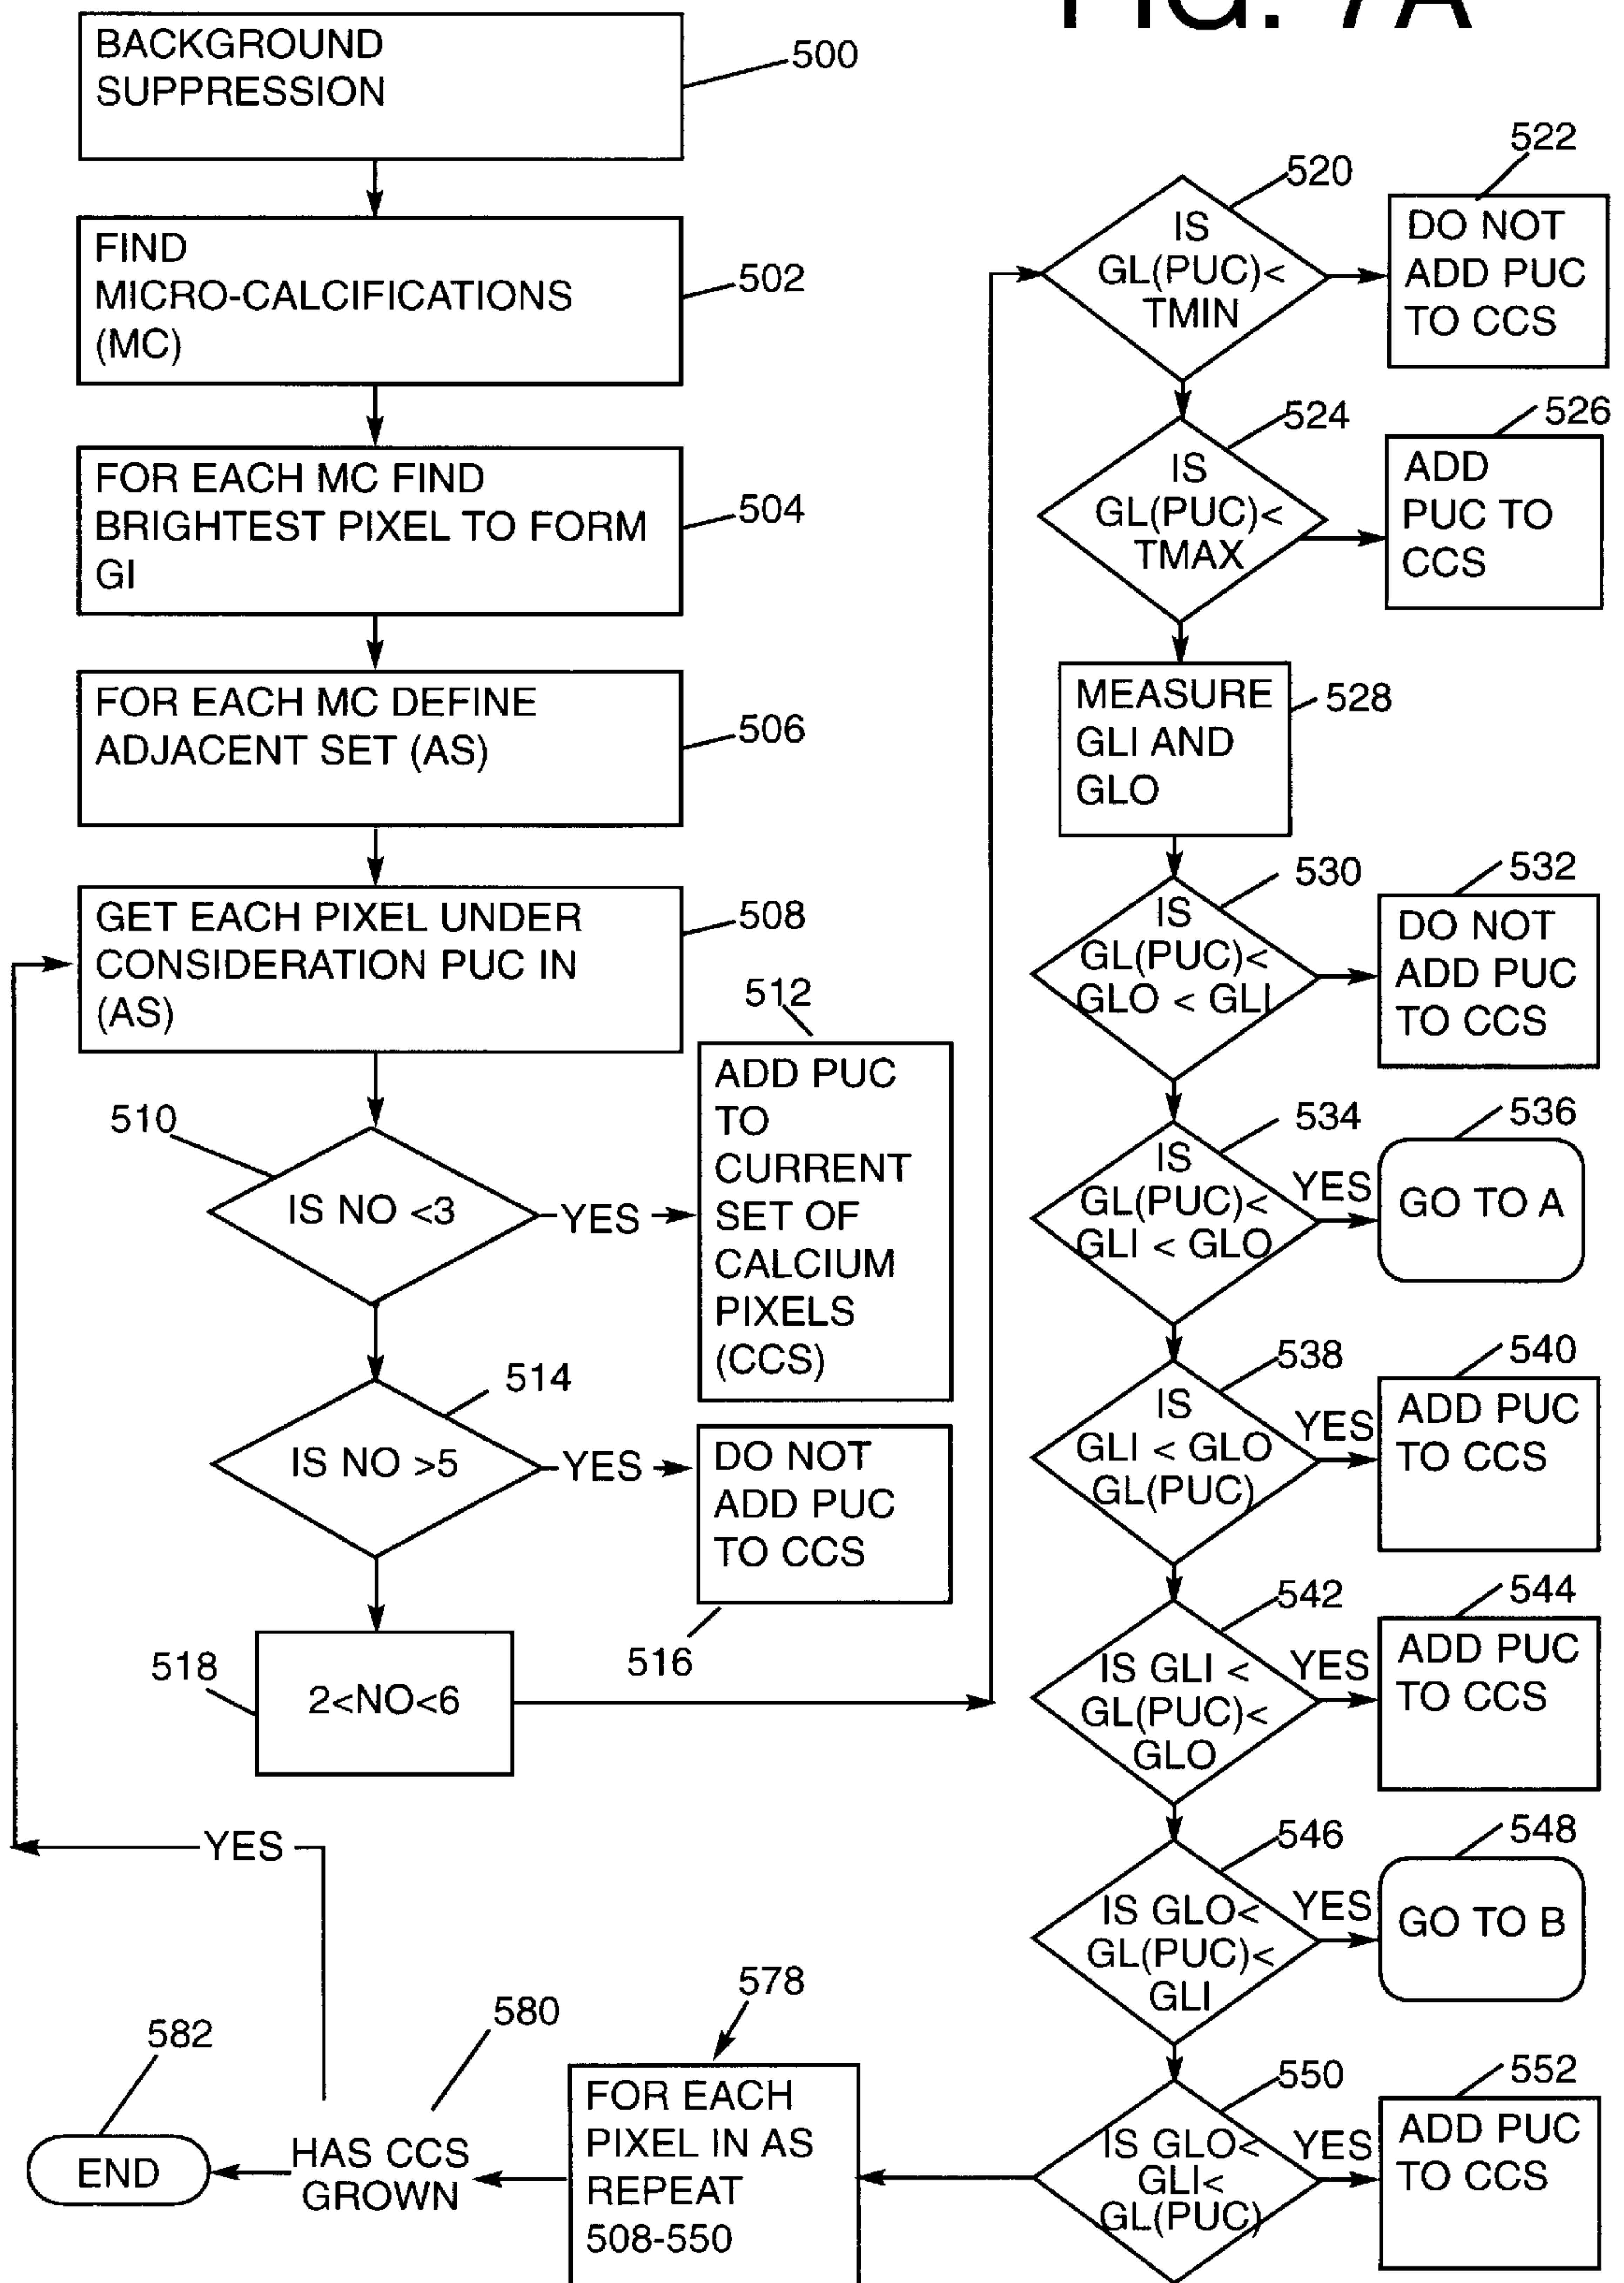 FIG. 7A
BACKGROUND
SUPPRESSION
500
FIND
MICRO-CALCIFICATIONS
(MC)
502
FOR EACH MC FIND
BRIGHTEST PIXEL TO FORM
GI
504
FOR EACH MC DEFINE
ADJACENT SET (AS)
506
GET EACH PIXEL UNDER
CONSIDERATION PUC IN
(AS)
508
510
IS NO <3
YES
512
ADD PUC
TO
CURRENT
SET OF
CALCIUM
PIXELS
(CCS)
514
IS NO >5
YES
DO NOT
ADD PUC
TO CCS
516
518
2<NO<6
520
IS
GL(PUC)<
TMIN
522
DO NOT
ADD PUC
TO CCS
524
IS
GL(PUC)<
TMAX
526
ADD
PUC TO
CCS
MEASURE
GLI AND
GLO
528
530
IS
GL(PUC)<
GLO < GLI
532
DO NOT
ADD PUC
TO CCS
534
IS
GL(PUC)<
GLI < GLO
YES
536
GO TO A
538
IS
GLI < GLO
GL(PUC)
YES
540
ADD PUC
TO CCS
542
IS GLI <
GL(PUC)<
GLO
YES
544
ADD PUC
TO CCS
546
IS GLO<
GL(PUC)<
GLI
YES
548
GO TO B
550
IS GLO<
GLI<
GL(PUC)
YES
552
ADD PUC
TO CCS
578
FOR EACH
PIXEL IN AS
REPEAT
508-550
580
HAS CCS
GROWN
YES
582
END